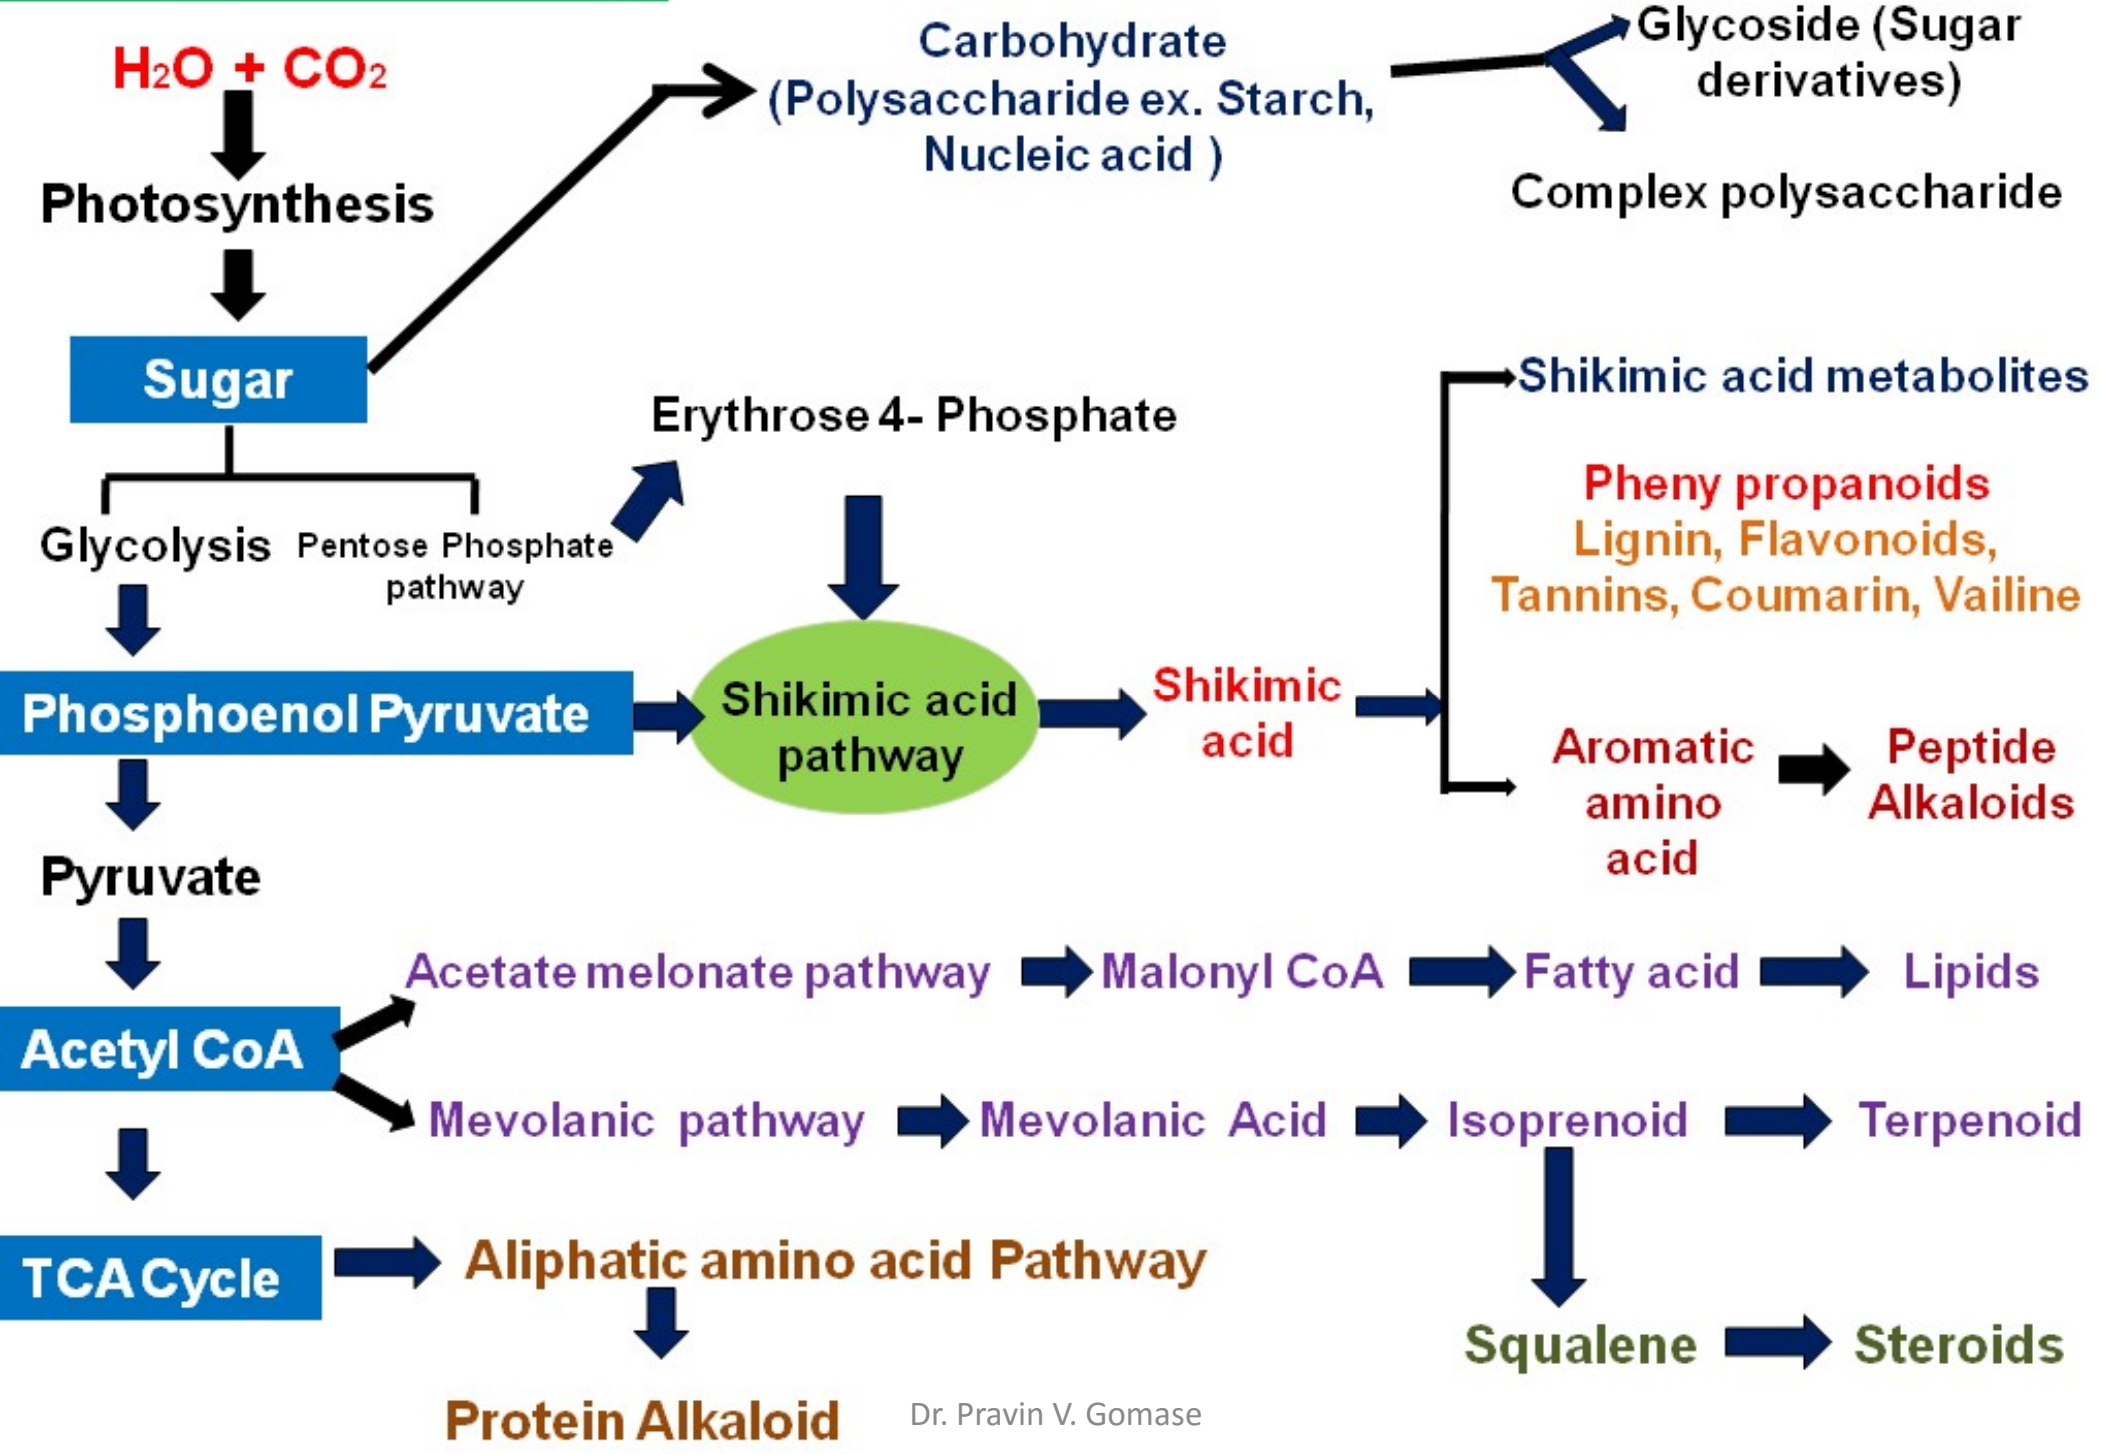 H₂O + CO₂
Photosynthesis
Sugar
Carbohydrate
(Polysaccharide ex. Starch,
Nucleic acid )
Glycoside (Sugar
derivatives)
Complex polysaccharide
Glycolysis
Pentose Phosphate
pathway
Erythrose 4- Phosphate
Phosphoenol Pyruvate
Shikimic acid
pathway
Shikimic
acid
Shikimic acid metabolites
Pheny propanoids
Lignin, Flavonoids,
Tannins, Coumarin, Vailine
Aromatic
amino
acid
Peptide
Alkaloids
Pyruvate
Acetyl CoA
Acetate melonate pathway
Malonyl CoA
Fatty acid
Lipids
Mevolanic pathway
Mevolanic Acid
Isoprenoid
Terpenoid
Squalene
Steroids
TCA Cycle
Aliphatic amino acid Pathway
Protein Alkaloid
Dr. Pravin V. Gomase